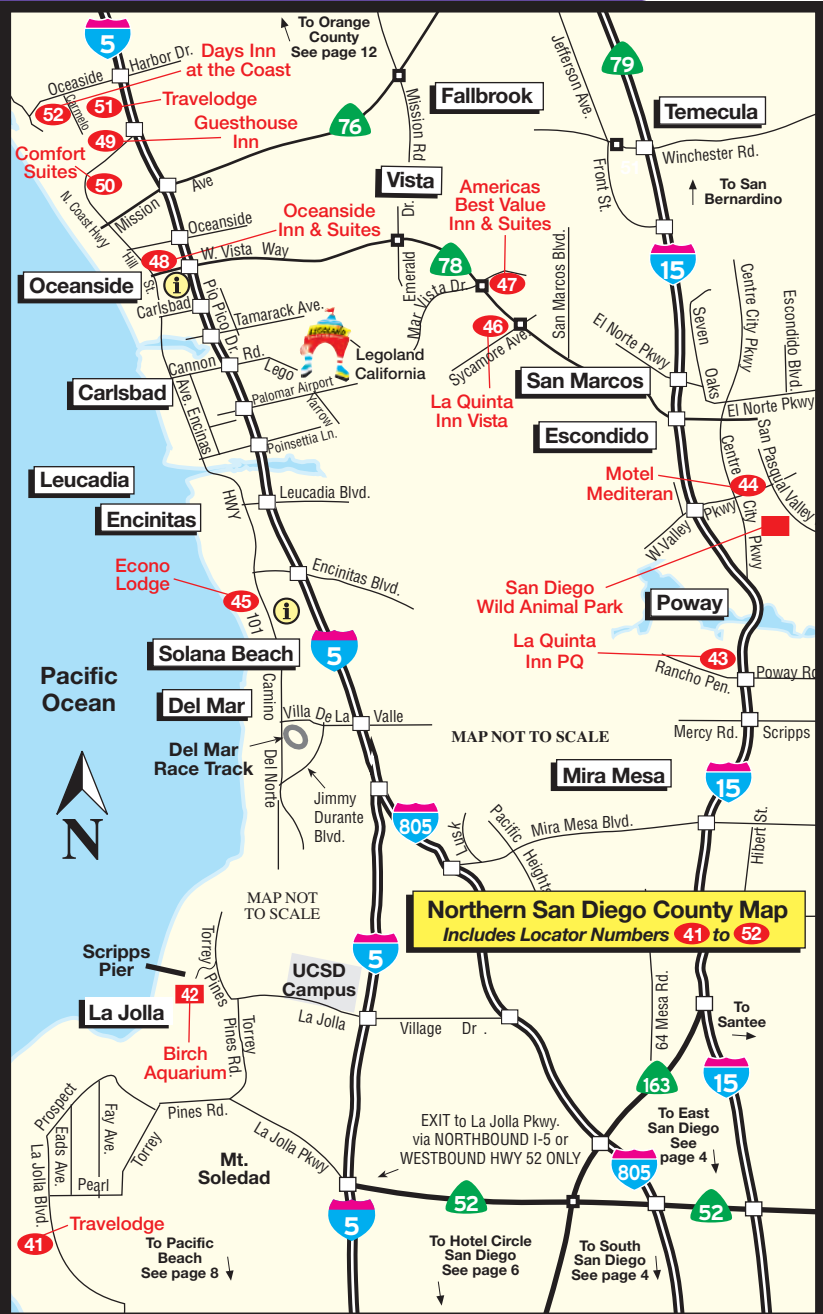 5
To Orange
County
See page 12
Jefferson Ave.
79
Oceaside
Harbor Dr.
Days Inn
at the Coast
Carmelo
52
51
Travelodge
49
Guesthouse
Inn
76
Mission Rd
Fallbrook
Temecula
Winchester Rd.
Front St.
To San
Bernardino
Comfort
Suites
50
N. Coast Hwy
Mission Ave
Vista
Americas
Best Value
Inn & Suites
Oceanside
Oceanside
Inn & Suites
W. Vista Way
48
Hill St.
i
Oceanside
Emerald Dr.
78
Mar Vista Dr.
47
San Marcos Blvd.
15
Centre City Pkwy
Escondido Blvd.
Carlsbad
Pio Pico Dr.
Tamarack Ave.
LEGOLAND
Legoland
California
46
Sycamore Ave.
La Quinta
Inn Vista
El Norte Pkwy
Seven Oaks
San Marcos
Cannon Rd.
Lego
Carlsbad
Ave. Encinas
Palomar Airport
Yarrow
Poinsettia Ln.
El Norte Pkwy
Escondido
Centre City Pkwy
San Pasqual Valley
Motel
Mediteran
44
Leucadia
HWY
Leucadia Blvd.
Encinitas
W.Valley Pkwy
San Diego
Wild Animal Park
Econo
Lodge
45
101
i
Encinitas Blvd.
Poway
Solana Beach
5
La Quinta
Inn PQ
43
Rancho Pen.
Poway Rd
Pacific
Ocean
Del Mar
Camino
Villa De La Valle
MAP NOT TO SCALE
Mercy Rd.
Scripps
Del Mar
Race Track
Del Norte
Jimmy
Durante
Blvd.
Mira Mesa
15
N
805
Lusk
Pacific Heights
Mira Mesa Blvd.
Hibert St.
MAP NOT
TO SCALE
Northern San Diego County Map
Includes Locator Numbers 41 to 52
Scripps
Pier
Torrey Pines
5
UCSD
Campus
64 Mesa Rd.
42
La Jolla
La Jolla Village Dr .
To
Santee
Birch
Aquarium
Torrey Pines Rd.
163
15
Prospect
Fay Ave.
Eads Ave.
Pines Rd.
Torrey
La Jolla Pkwy
EXIT to La Jolla Pkwy.
via NORTHBOUND I-5 or
WESTBOUND HWY 52 ONLY
To East
San Diego
See
page 4
Mt.
Soledad
La Jolla Blvd.
Pearl
805
52
52
5
41
Travelodge
To Pacific
Beach
See page 8
To Hotel Circle
San Diego
See page 6
To South
San Diego
See page 4